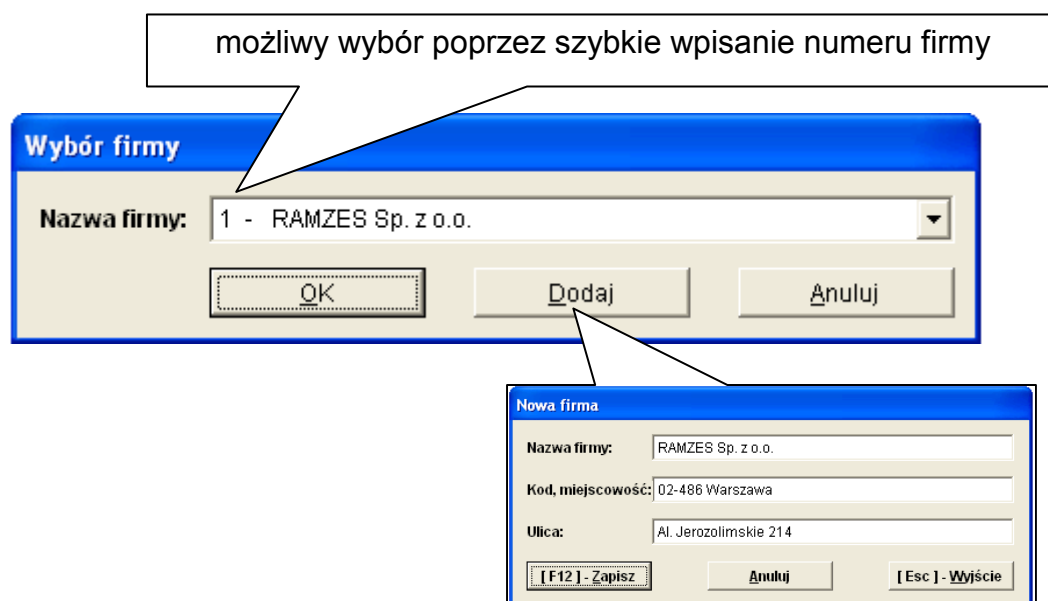 możliwy wybór poprzez szybkie wpisanie numeru firmy
Wybór firmy
Nazwa firmy: 1 - RAMZES Sp. z o.o.
OK Dodaj Anuluj
Nowa firma
Nazwa firmy: RAMZES Sp. z o.o.
Kod, miejscowość: 02-486 Warszawa
Ulica: Al. Jerozolimskie 214
[ F12 ] - Zapisz Anuluj [ Esc ] - Wyjście